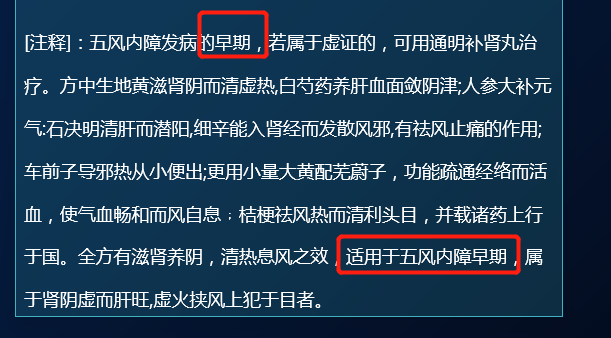 [注释]：五风内障发病的早期，若属于虚证的，可用通明补肾丸治
疗。方中生地黄滋肾阴而清虚热,白芍药养肝血面敛阴津;人参大补元
气:石决明清肝而潜阳,细辛能入肾经而发散风邪,有祛风止痛的作用;
车前子导邪热从小便出;更用小量大黄配芜蔚子，功能疏通经络而活
血，使气血畅和而风自息；桔梗祛风热而清利头目，并载诸药上行
于国。全方有滋肾养阴，清热息风之效，适用于五风内障早期，属
于肾阴虚而肝旺,虚火挟风上犯于目者。